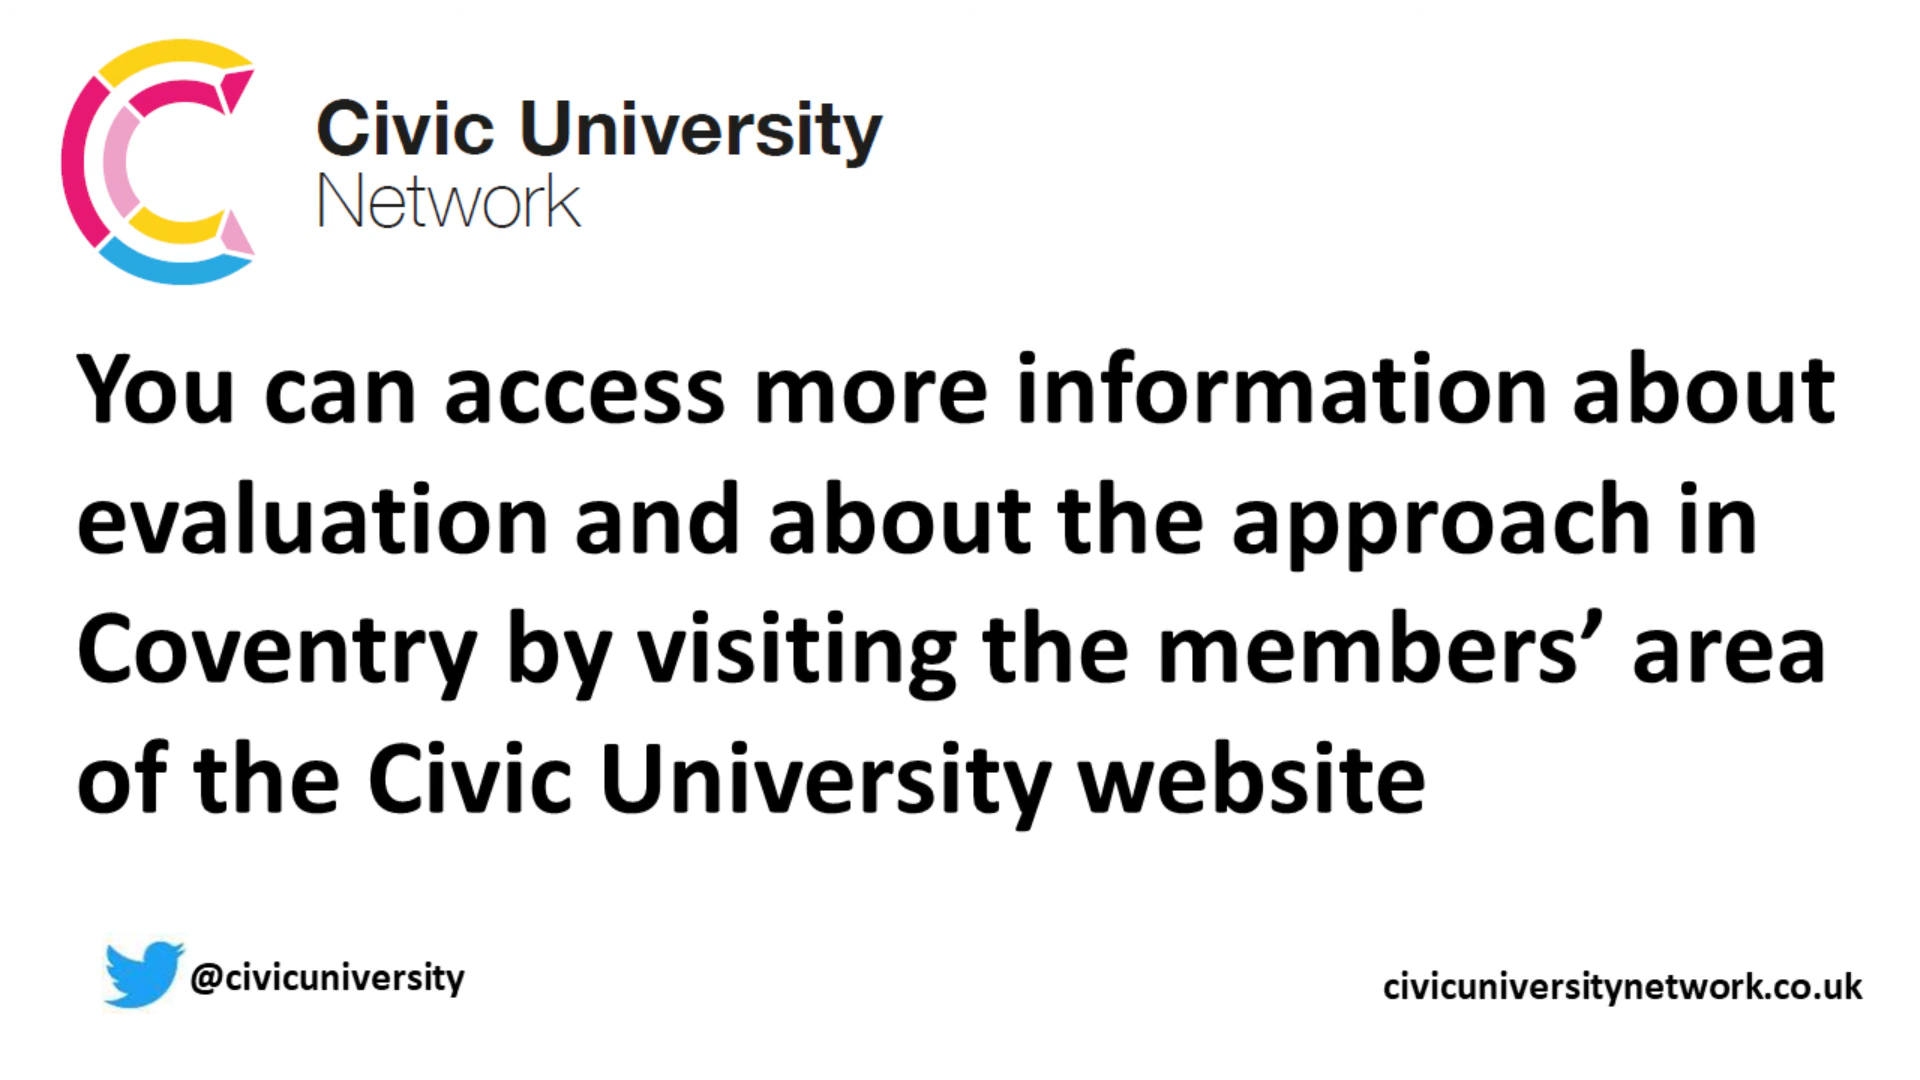 Civic University
Network
You can access more information about
evaluation and about the approach in
Coventry by visiting the members’ area
of the Civic University website
@civicuniversity
civicuniversitynetwork.co.uk